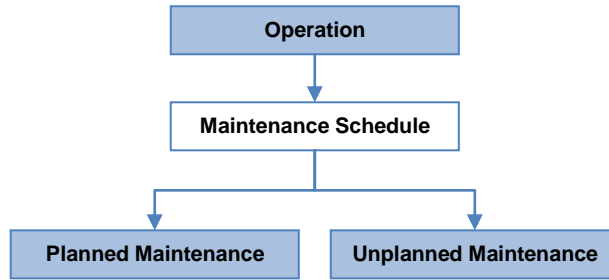 Operation
Maintenance Schedule
Planned Maintenance
Unplanned Maintenance